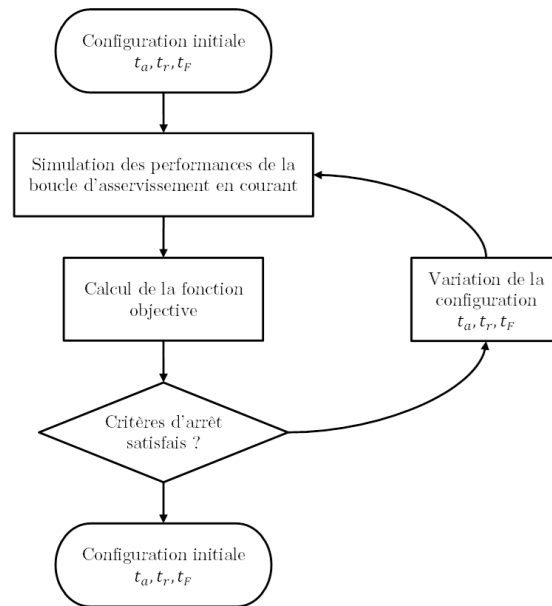 Configuration initiale
t_a, t_r, t_F
Simulation des performances de la
boucle d'asservissement en courant
Calcul de la fonction
objective
Variation de la
configuration
t_a, t_r, t_F
Critères d'arrêt
satisfais ?
Configuration initiale
t_a, t_r, t_F